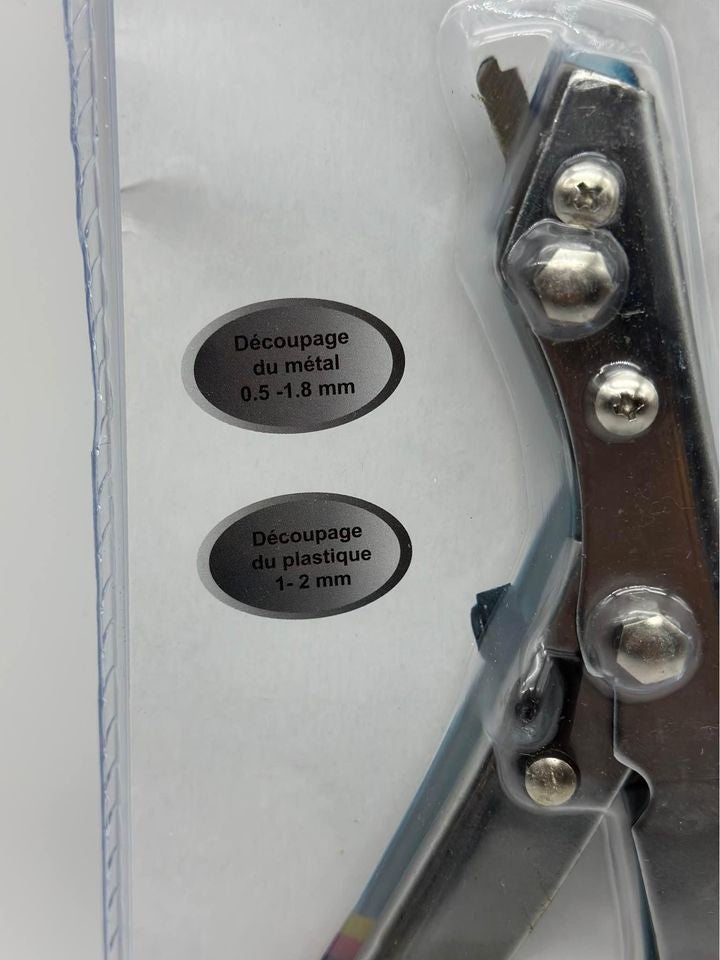 Découpage
du métal
0.5 -1.8 mm
Découpage
du plastique
1- 2 mm